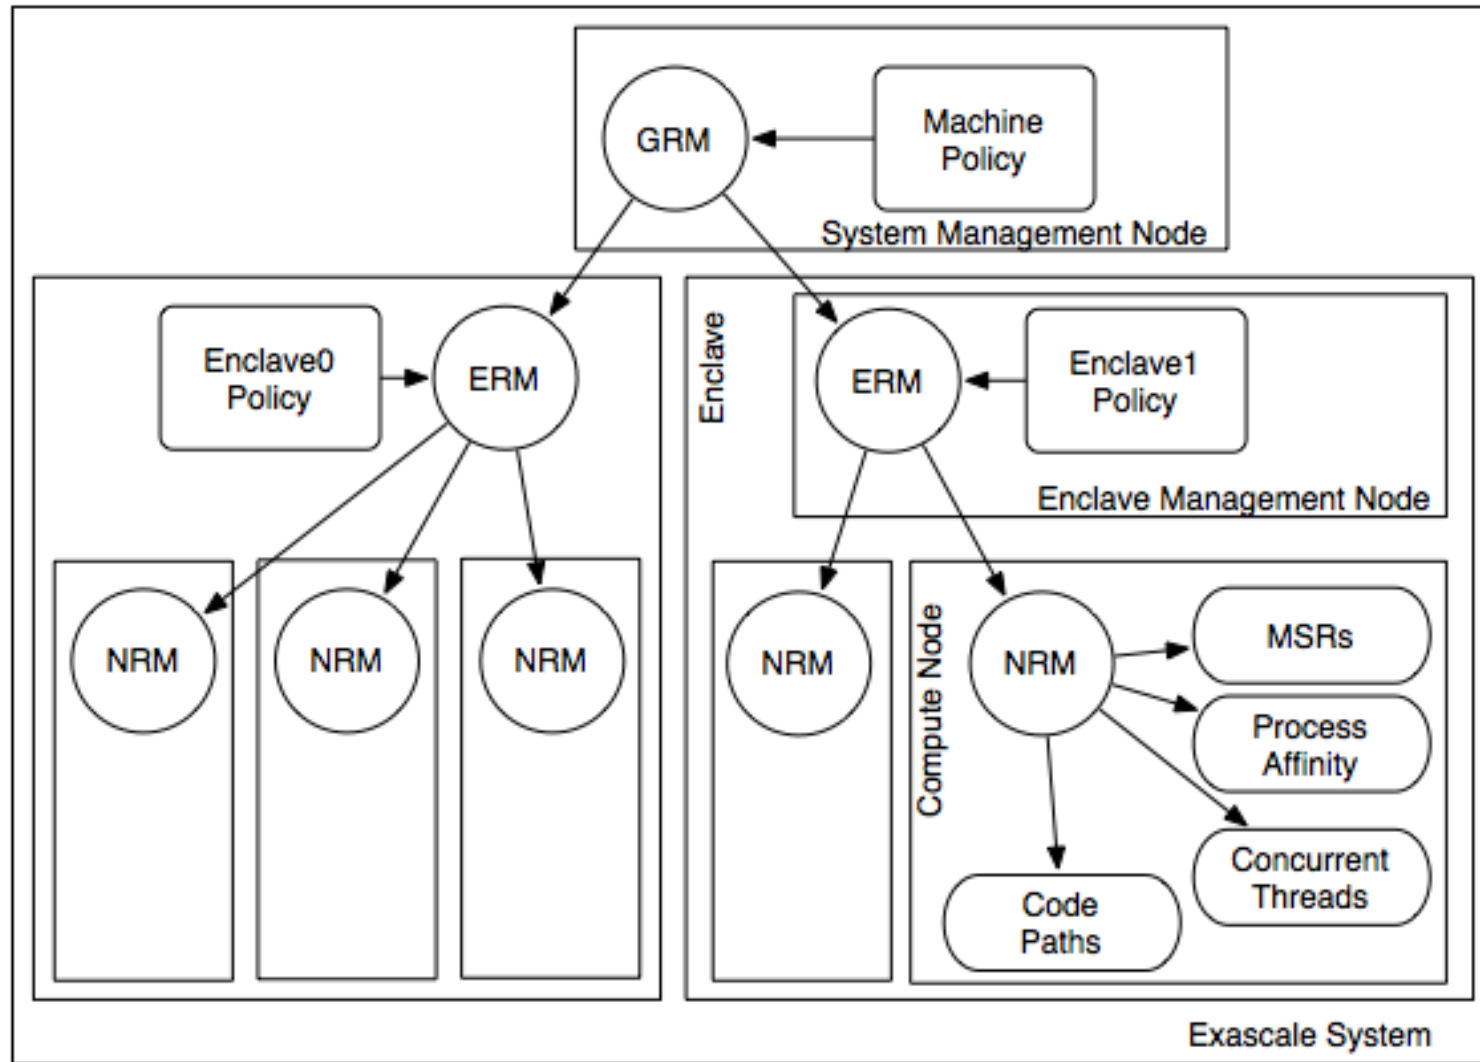 GRM
Machine
Policy
System Management Node
Enclave0
Policy
ERM
Enclave
ERM
Enclave1
Policy
Enclave Management Node
NRM
NRM
NRM
NRM
Compute Node
NRM
MSRs
Process
Affinity
Concurrent
Threads
Code
Paths
Exascale System